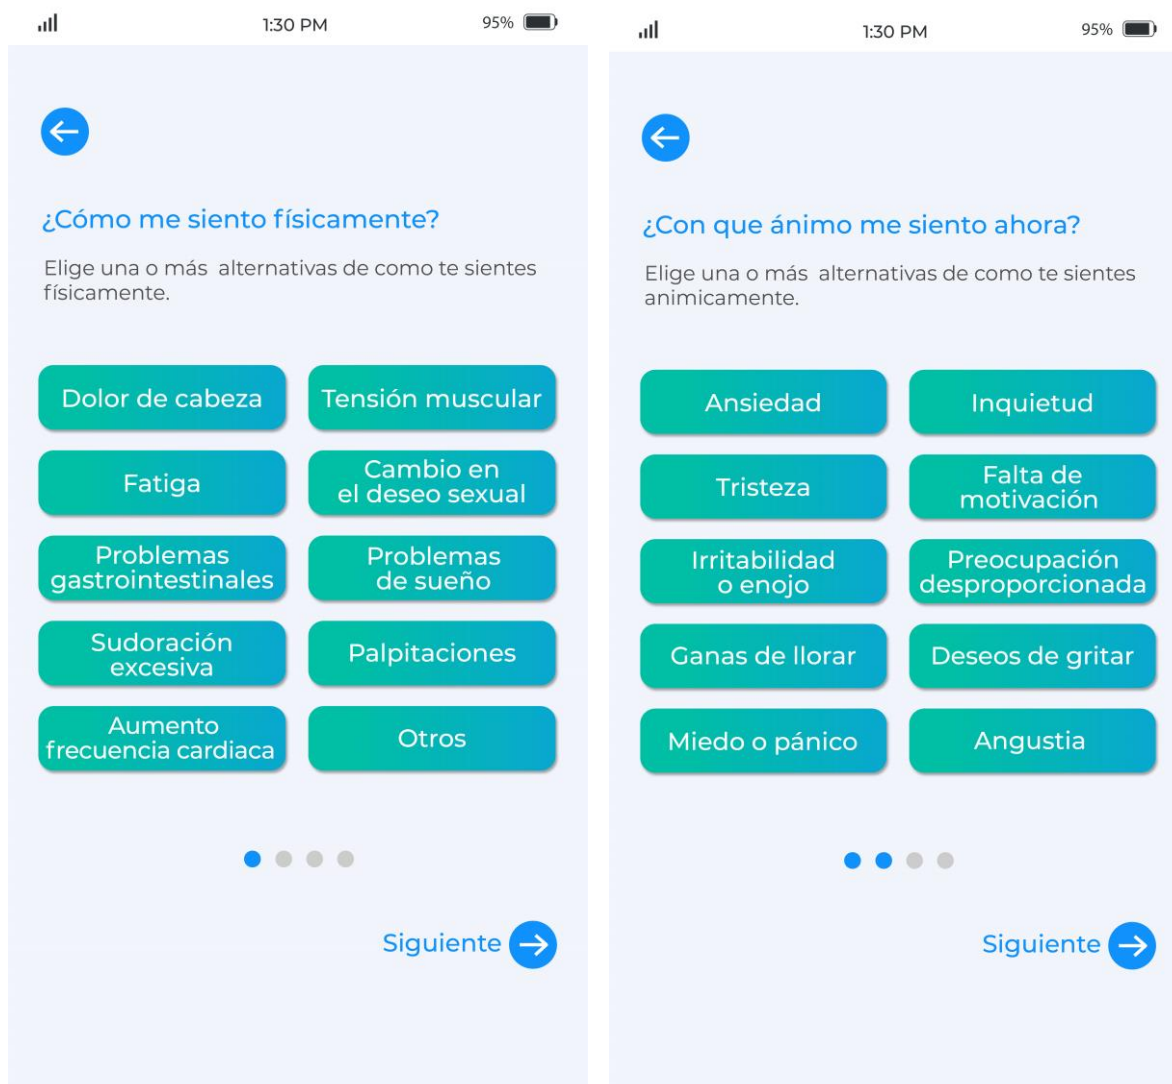 1:30 PM
95%
¿Cómo me siento físicamente?
Elige una o más  alternativas de como te sientes
físicamente.
Dolor de cabeza
Tensión muscular
Fatiga
Cambio en
el deseo sexual
Problemas
gastrointestinales
Problemas
de sueño
Sudoración
excesiva
Palpitaciones
Aumento
frecuencia cardiaca
Otros
Siguiente
1:30 PM
95%
¿Con que ánimo me siento ahora?
Elige una o más  alternativas de como te sientes
animicamente.
Ansiedad
Inquietud
Tristeza
Falta de
motivación
Irritabilidad
o enojo
Preocupación
desproporcionada
Ganas de llorar
Deseos de gritar
Miedo o pánico
Angustia
Siguiente